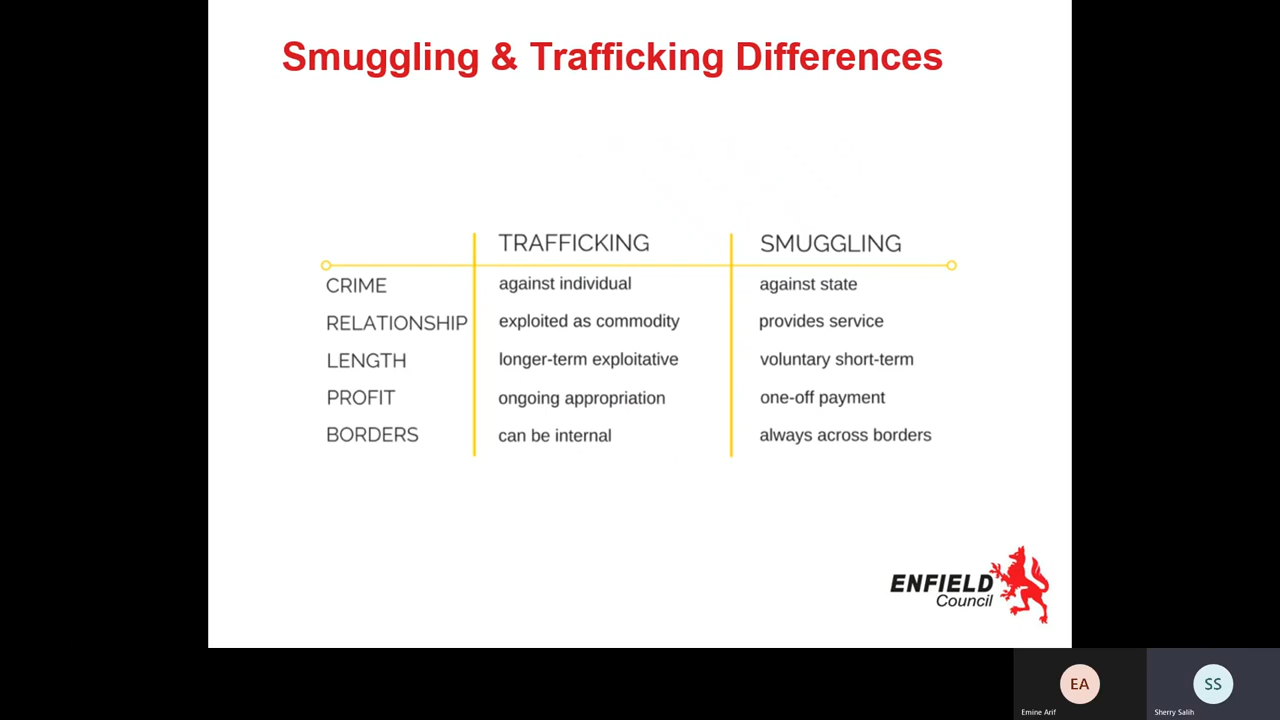 Smuggling & Trafficking Differences
TRAFFICKING SMUGGLING
CRIME against individual against state
RELATIONSHIP exploited as commodity provides service
LENGTH longer-term exploitative voluntary short-term
PROFIT ongoing appropriation one-off payment
BORDERS can be internal always across borders
ENFIELD
Council
EA SS
Emine Arif Sherry Salih